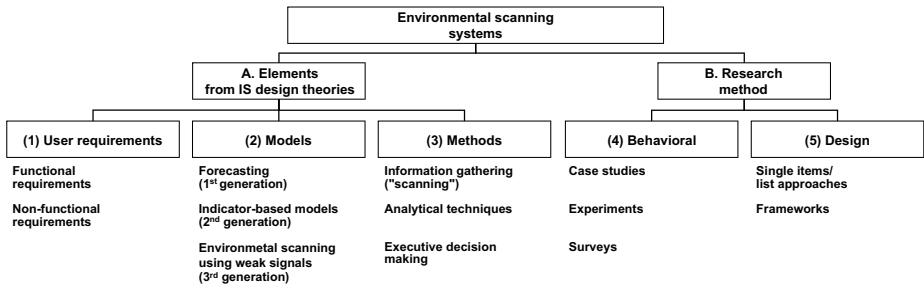 Environmental scanning
systems
A. Elements
from IS design theories
B. Research
method
(1) User requirements
(2) Models
(3) Methods
(4) Behavioral
(5) Design
Functional
requirements
Non-functional
requirements
Forecasting
(1st generation)
Indicator-based models
(2nd generation)
Environmetal scanning
using weak signals
(3rd generation)
Information gathering
("scanning")
Analytical techniques
Executive decision
making
Case studies
Experiments
Surveys
Single items/
list approaches
Frameworks